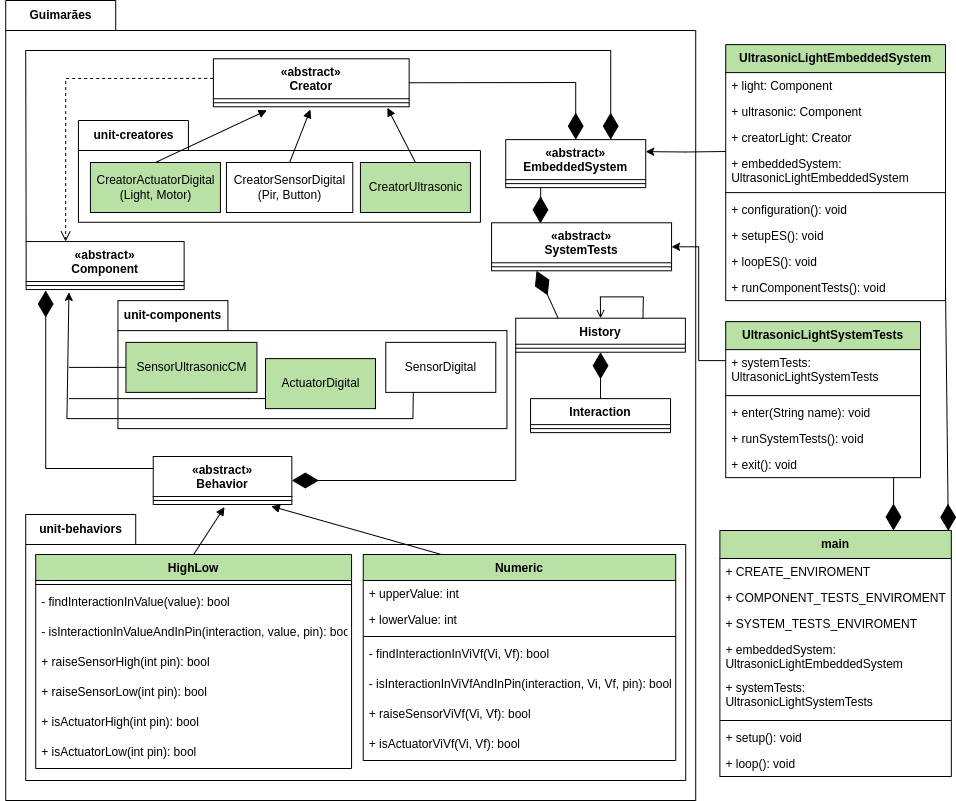 Guimarães
«abstract»
Creator
unit-creatores
CreatorActuatorDigital
(Light, Motor)
CreatorSensorDigital
(Pir, Button)
CreatorUltrasonic
«abstract»
EmbeddedSystem
«abstract»
SystemTests
«abstract»
Component
unit-components
SensorUltrasonicCM
ActuatorDigital
SensorDigital
History
Interaction
«abstract»
Behavior
unit-behaviors
HighLow
- findInteractionInValue(value): bool
- isInteractionInValueAndInPin(interaction, value, pin): boc
+ raiseSensorHigh(int pin): bool
+ raiseSensorLow(int pin): bool
+ isActuatorHigh(int pin): bool
+ isActuatorLow(int pin): bool
Numeric
+ upperValue: int
+ lowerValue: int
- findInteractionInViVf(Vi, Vf): bool
- isInteractionInViVfAndInPin(interaction, Vi, Vf, pin): bool
+ raiseSensorViVf(Vi, Vf): bool
+ isActuatorViVf(Vi, Vf): bool
UltrasonicLightEmbeddedSystem
+ light: Component
+ ultrasonic: Component
+ creatorLight: Creator
+ embeddedSystem:
UltrasonicLightEmbeddedSystem
+ configuration(): void
+ setupES(): void
+ loopES(): void
+ runComponentTests(): void
UltrasonicLightSystemTests
+ systemTests:
UltrasonicLightSystemTests
+ enter(String name): void
+ runSystemTests(): void
+ exit(): void
main
+ CREATE_ENVIROMENT
+ COMPONENT_TESTS_ENVIROMENT
+ SYSTEM_TESTS_ENVIROMENT
+ embeddedSystem:
UltrasonicLightEmbeddedSystem
+ systemTests:
UltrasonicLightSystemTests
+ setup(): void
+ loop(): void